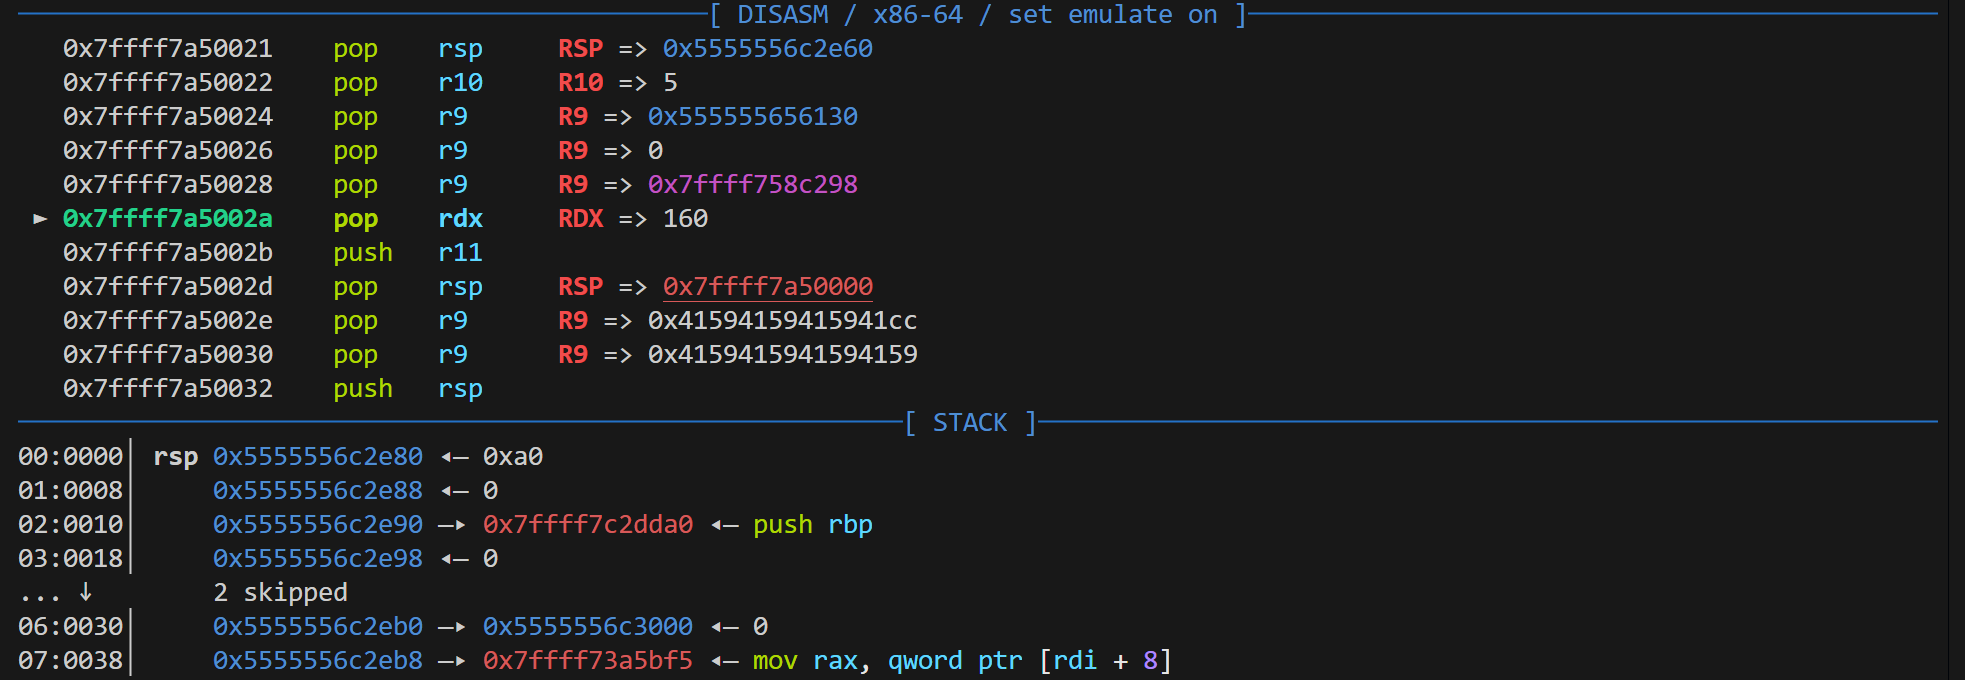 [ DISASM / x86-64 / set emulate on ]
0x7ffff7a50021 pop rsp RSP => 0x5555556c2e60
0x7ffff7a50022 pop r10 R10 => 5
0x7ffff7a50024 pop r9 R9 => 0x555555656130
0x7ffff7a50026 pop r9 R9 => 0
0x7ffff7a50028 pop r9 R9 => 0x7ffff758c298
► 0x7ffff7a5002a pop rdx RDX => 160
0x7ffff7a5002b push r11
0x7ffff7a5002d pop rsp RSP => 0x7ffff7a50000
0x7ffff7a5002e pop r9 R9 => 0x41594159415941cc
0x7ffff7a50030 pop r9 R9 => 0x4159415941594159
0x7ffff7a50032 push rsp
[ STACK ]
00:0000│ rsp 0x5555556c2e80 ◂— 0xa0
01:0008│ 0x5555556c2e88 ◂— 0
02:0010│ 0x5555556c2e90 —▸ 0x7ffff7c2dda0 ◂— push rbp
03:0018│ 0x5555556c2e98 ◂— 0
... ↓ 2 skipped
06:0030│ 0x5555556c2eb0 —▸ 0x5555556c3000 ◂— 0
07:0038│ 0x5555556c2eb8 —▸ 0x7ffff73a5bf5 ◂— mov rax, qword ptr [rdi + 8]